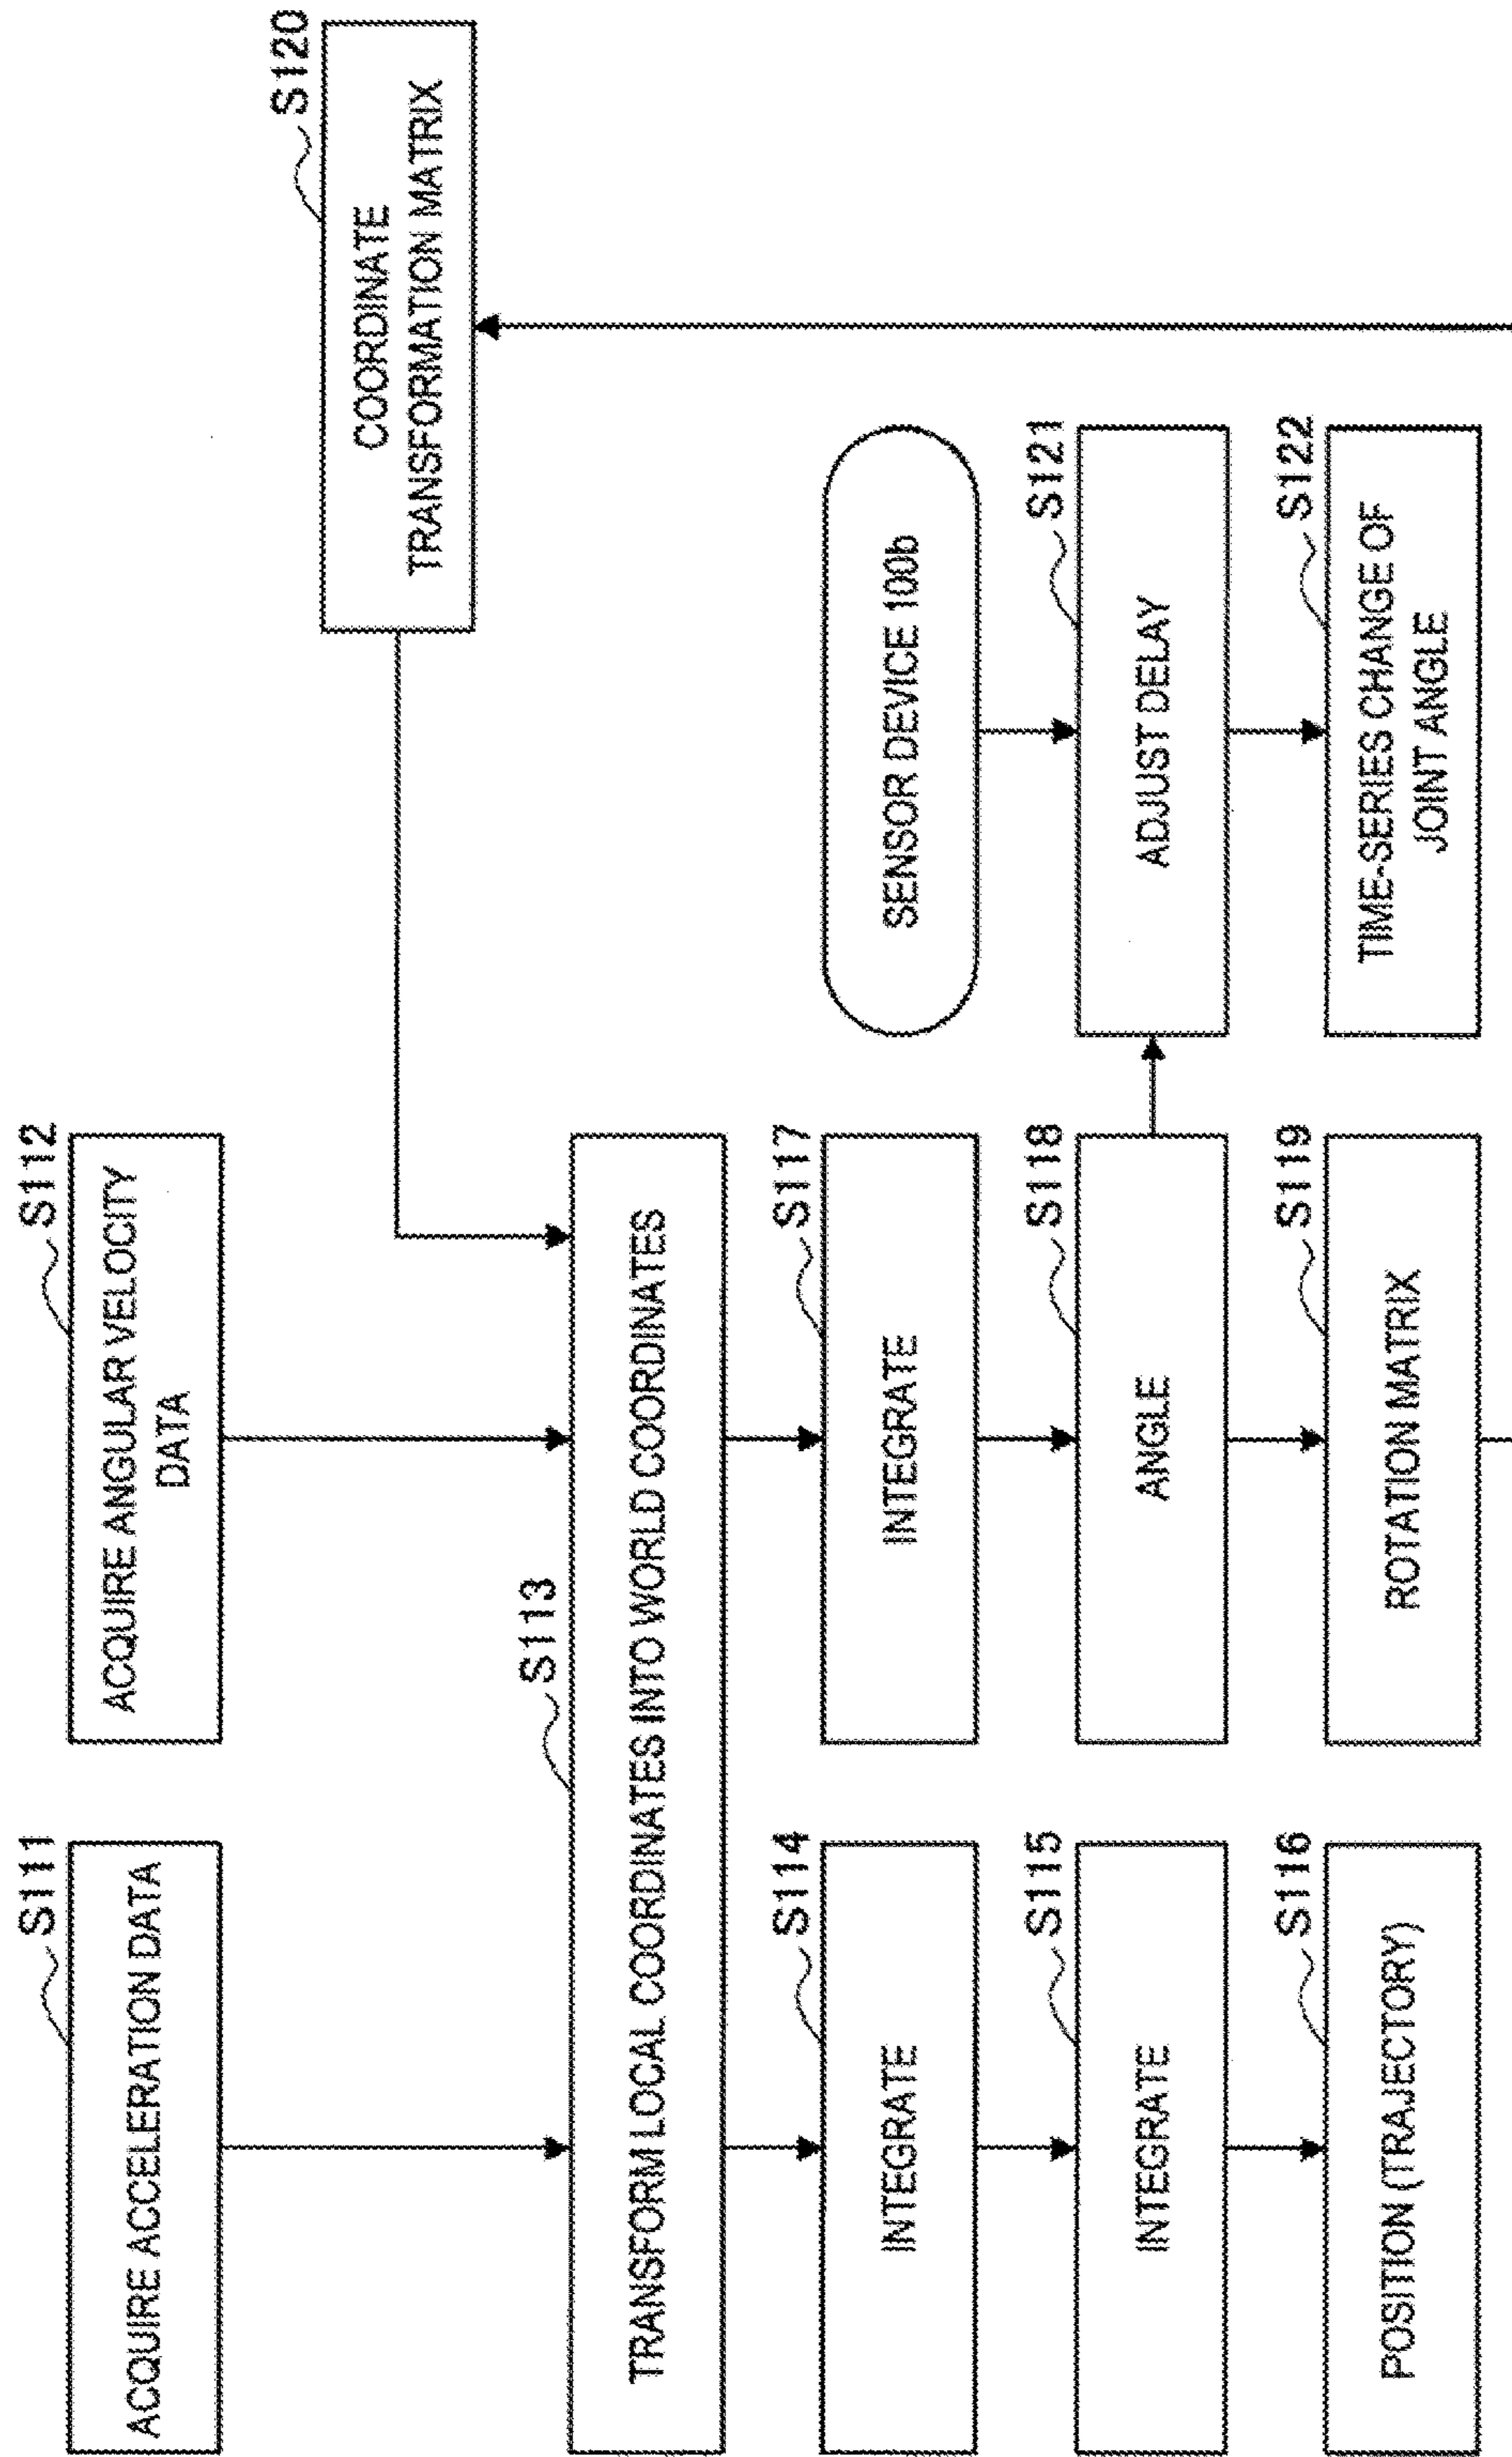 S111
ACQUIRE ACCELERATION DATA
S112
ACQUIRE ANGULAR VELOCITY
DATA
S120
COORDINATE
TRANSFORMATION MATRIX
S113
TRANSFORM LOCAL COORDINATES INTO WORLD COORDINATES
S114
INTEGRATE
S117
INTEGRATE
SENSOR DEVICE 100b
S115
INTEGRATE
S118
ANGLE
S121
ADJUST DELAY
S116
POSITION (TRAJECTORY)
S119
ROTATION MATRIX
S122
TIME-SERIES CHANGE OF
JOINT ANGLE